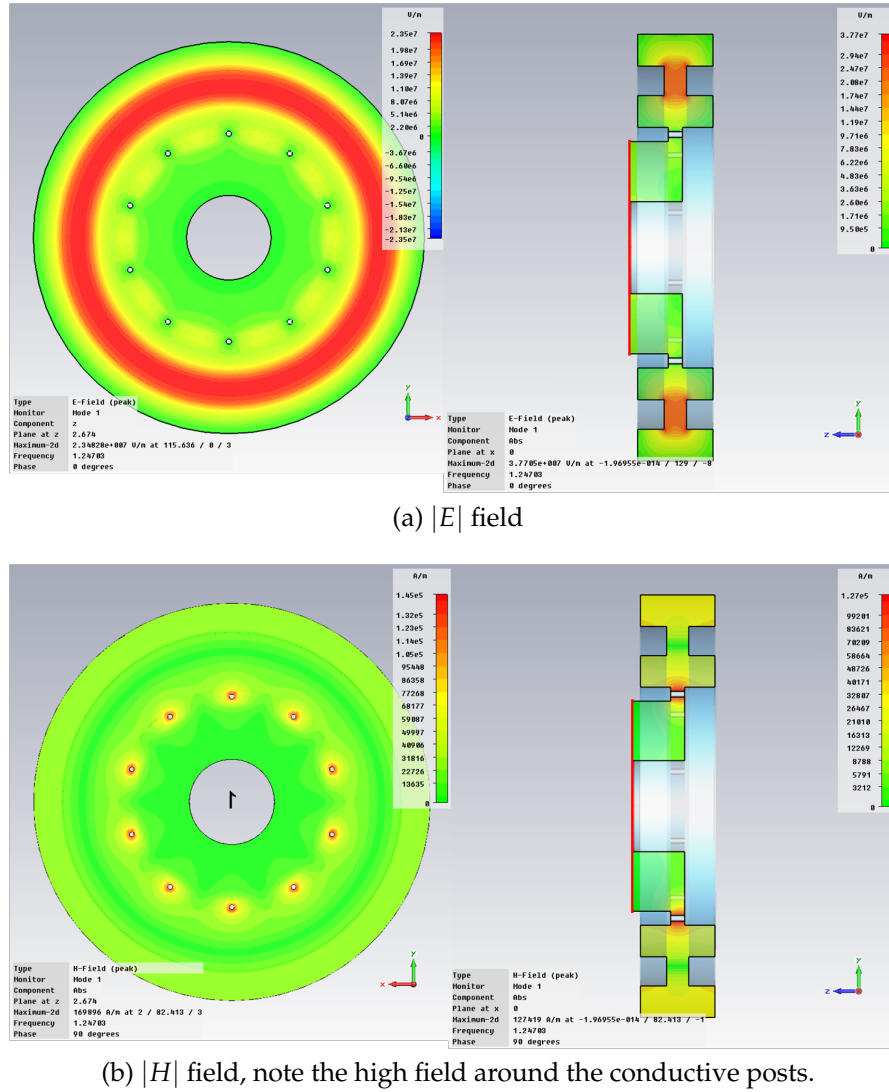 V/m
2.35e7
1.98e7
1.69e7
1.39e7
1.10e7
8.07e6
5.14e6
2.20e6
0
-3.67e6
-6.60e6
-9.54e6
-1.25e7
-1.54e7
-1.83e7
-2.13e7
-2.35e7
y
x
Type E-Field (peak)
Monitor Mode 1
Component z
Plane at z 2.674
Maximum-2d 2.34828e+007 V/m at 115.636 / 0 / 3
Frequency 1.24703
Phase 0 degrees
V/m
3.77e7
2.94e7
2.47e7
2.08e7
1.74e7
1.44e7
1.19e7
9.71e6
7.83e6
6.22e6
4.83e6
3.63e6
2.60e6
1.71e6
9.50e5
0
y
z
Type E-Field (peak)
Monitor Mode 1
Component Abs
Plane at x 0
Maximum-2d 3.7705e+007 V/m at -1.96955e-014 / 129 / -8
Frequency 1.24703
Phase 0 degrees
(a) |E| field
A/m
1.45e5
1.32e5
1.23e5
1.14e5
1.05e5
95448
86358
77268
68177
59087
49997
40906
31816
22726
13635
0
y
x
Type H-Field (peak)
Monitor Mode 1
Component Abs
Plane at z 2.674
Maximum-2d 169896 A/m at 2 / 82.413 / 3
Frequency 1.24703
Phase 90 degrees
A/m
1.27e5
99201
83621
70209
58664
48726
40171
32807
26467
21010
16313
12269
8788
5791
3212
0
y
z
Type H-Field (peak)
Monitor Mode 1
Component Abs
Plane at x 0
Maximum-2d 127419 A/m at -1.96955e-014 / 82.413 / -1
Frequency 1.24703
Phase 90 degrees
(b) |H| field, note the high field around the conductive posts.